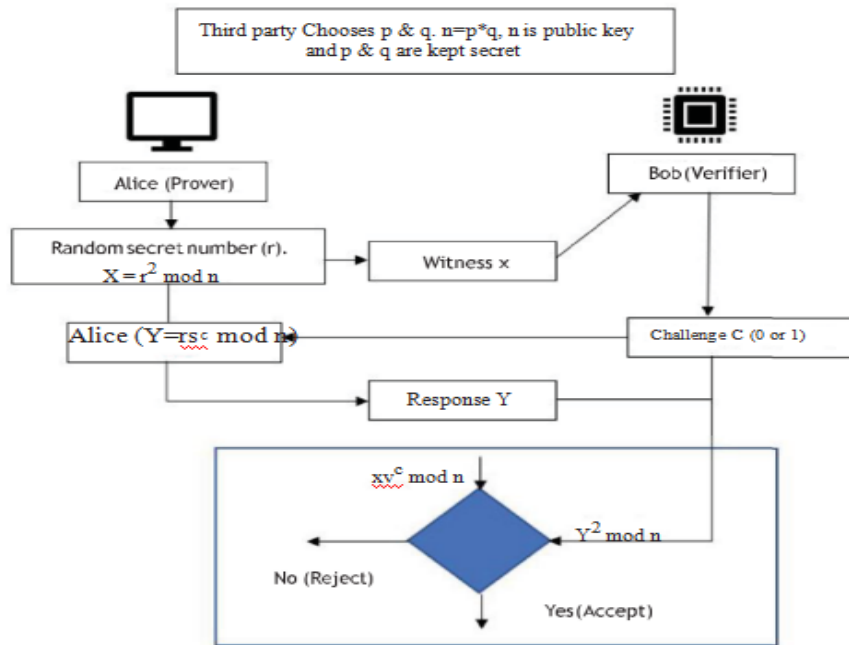 Third party Chooses p & q. n=p*q, n is public key
and p & q are kept secret
Alice (Prover)
Bob (Verifier)
Random secret number (r).
X = r² mod n
Witness x
Alice (Y=rsᶜ mod n)
Challenge C (0 or 1)
Response Y
xvᶜ mod n
Y² mod n
No (Reject)
Yes(Accept)